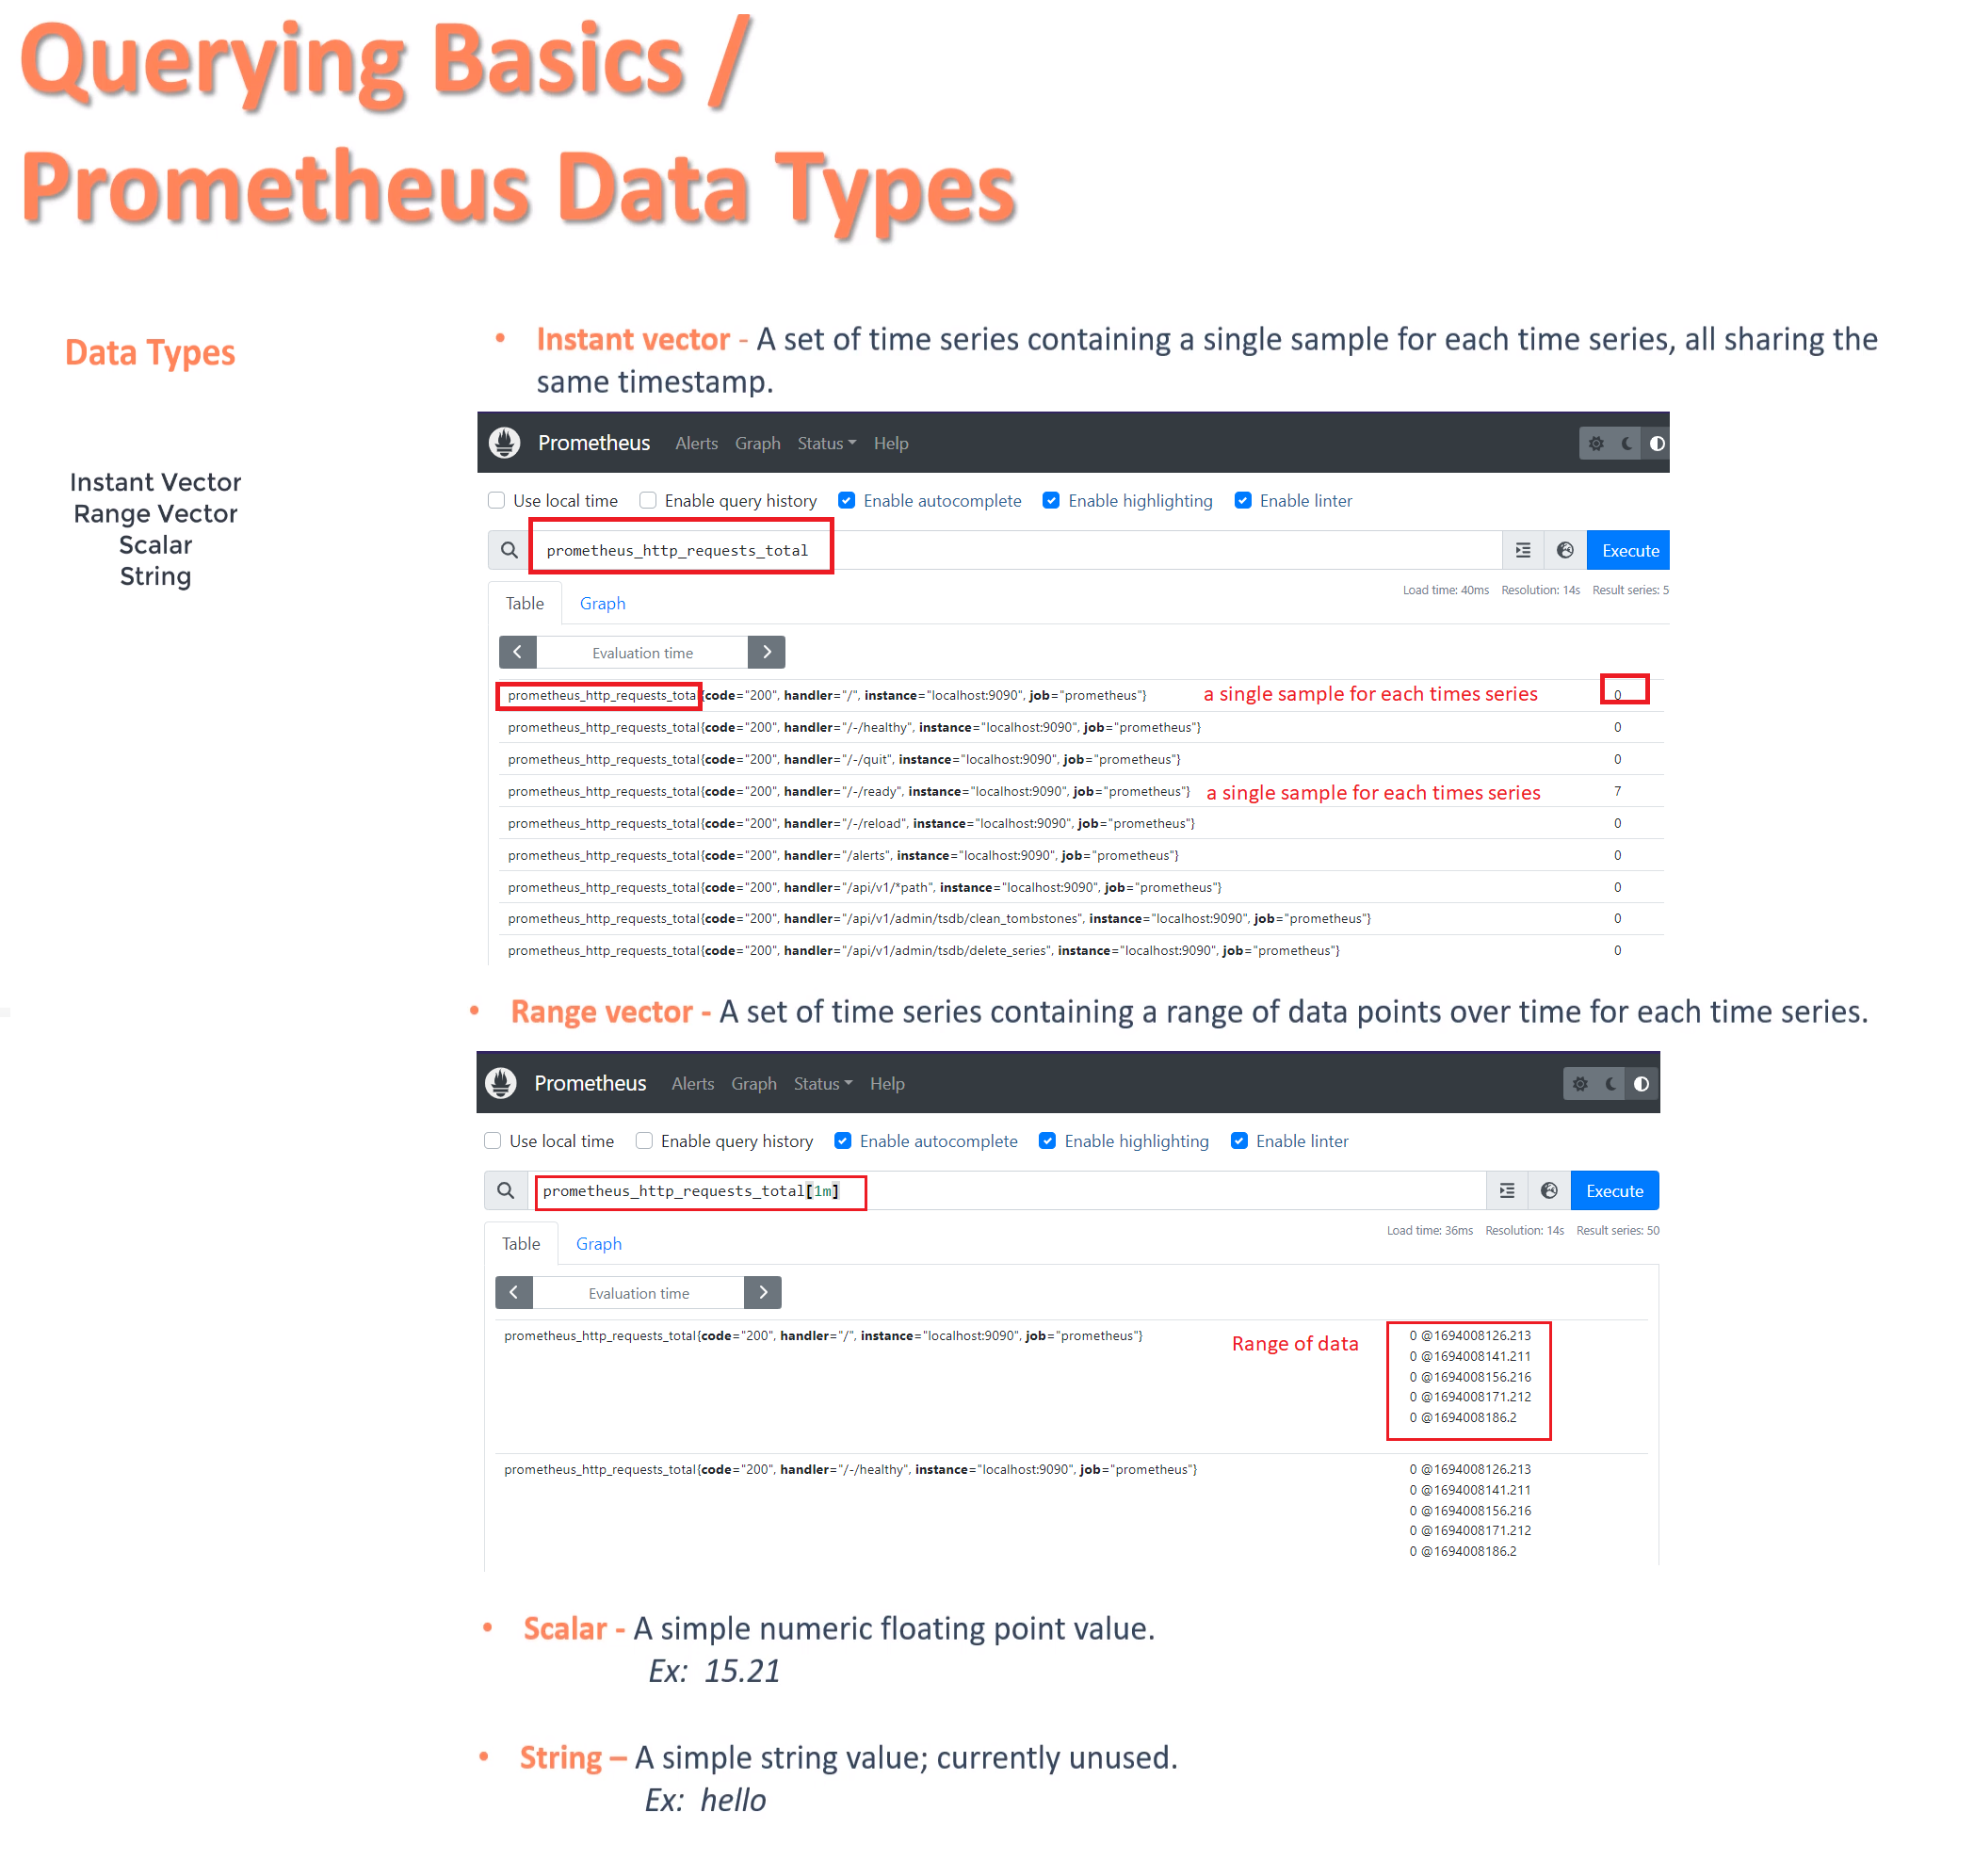 Querying Basics /
Prometheus Data Types
Data Types
Instant Vector
Range Vector
Scalar
String
• Instant vector - A set of time series containing a single sample for each time series, all sharing the
same timestamp.
Prometheus Alerts Graph Status Help
Use local time Enable query history Enable autocomplete Enable highlighting Enable linter
prometheus_http_requests_total Execute
Load time: 40ms Resolution: 14s Result series: 5
Table Graph
Evaluation time
prometheus_http_requests_total{code="200", handler="/", instance="localhost:9090", job="prometheus"} a single sample for each times series 0
prometheus_http_requests_total{code="200", handler="/-/healthy", instance="localhost:9090", job="prometheus"} 0
prometheus_http_requests_total{code="200", handler="/-/quit", instance="localhost:9090", job="prometheus"} 0
prometheus_http_requests_total{code="200", handler="/-/ready", instance="localhost:9090", job="prometheus"} a single sample for each times series 7
prometheus_http_requests_total{code="200", handler="/-/reload", instance="localhost:9090", job="prometheus"} 0
prometheus_http_requests_total{code="200", handler="/alerts", instance="localhost:9090", job="prometheus"} 0
prometheus_http_requests_total{code="200", handler="/api/v1/*path", instance="localhost:9090", job="prometheus"} 0
prometheus_http_requests_total{code="200", handler="/api/v1/admin/tsdb/clean_tombstones", instance="localhost:9090", job="prometheus"} 0
prometheus_http_requests_total{code="200", handler="/api/v1/admin/tsdb/delete_series", instance="localhost:9090", job="prometheus"} 0
• Range vector - A set of time series containing a range of data points over time for each time series.
Prometheus Alerts Graph Status Help
Use local time Enable query history Enable autocomplete Enable highlighting Enable linter
prometheus_http_requests_total[1m] Execute
Load time: 36ms Resolution: 14s Result series: 50
Table Graph
Evaluation time
prometheus_http_requests_total{code="200", handler="/", instance="localhost:9090", job="prometheus"} Range of data 0 @1694008126.213
0 @1694008141.211
0 @1694008156.216
0 @1694008171.212
0 @1694008186.2
prometheus_http_requests_total{code="200", handler="/-/healthy", instance="localhost:9090", job="prometheus"} 0 @1694008126.213
0 @1694008141.211
0 @1694008156.216
0 @1694008171.212
0 @1694008186.2
• Scalar - A simple numeric floating point value.
Ex: 15.21
• String – A simple string value; currently unused.
Ex: hello